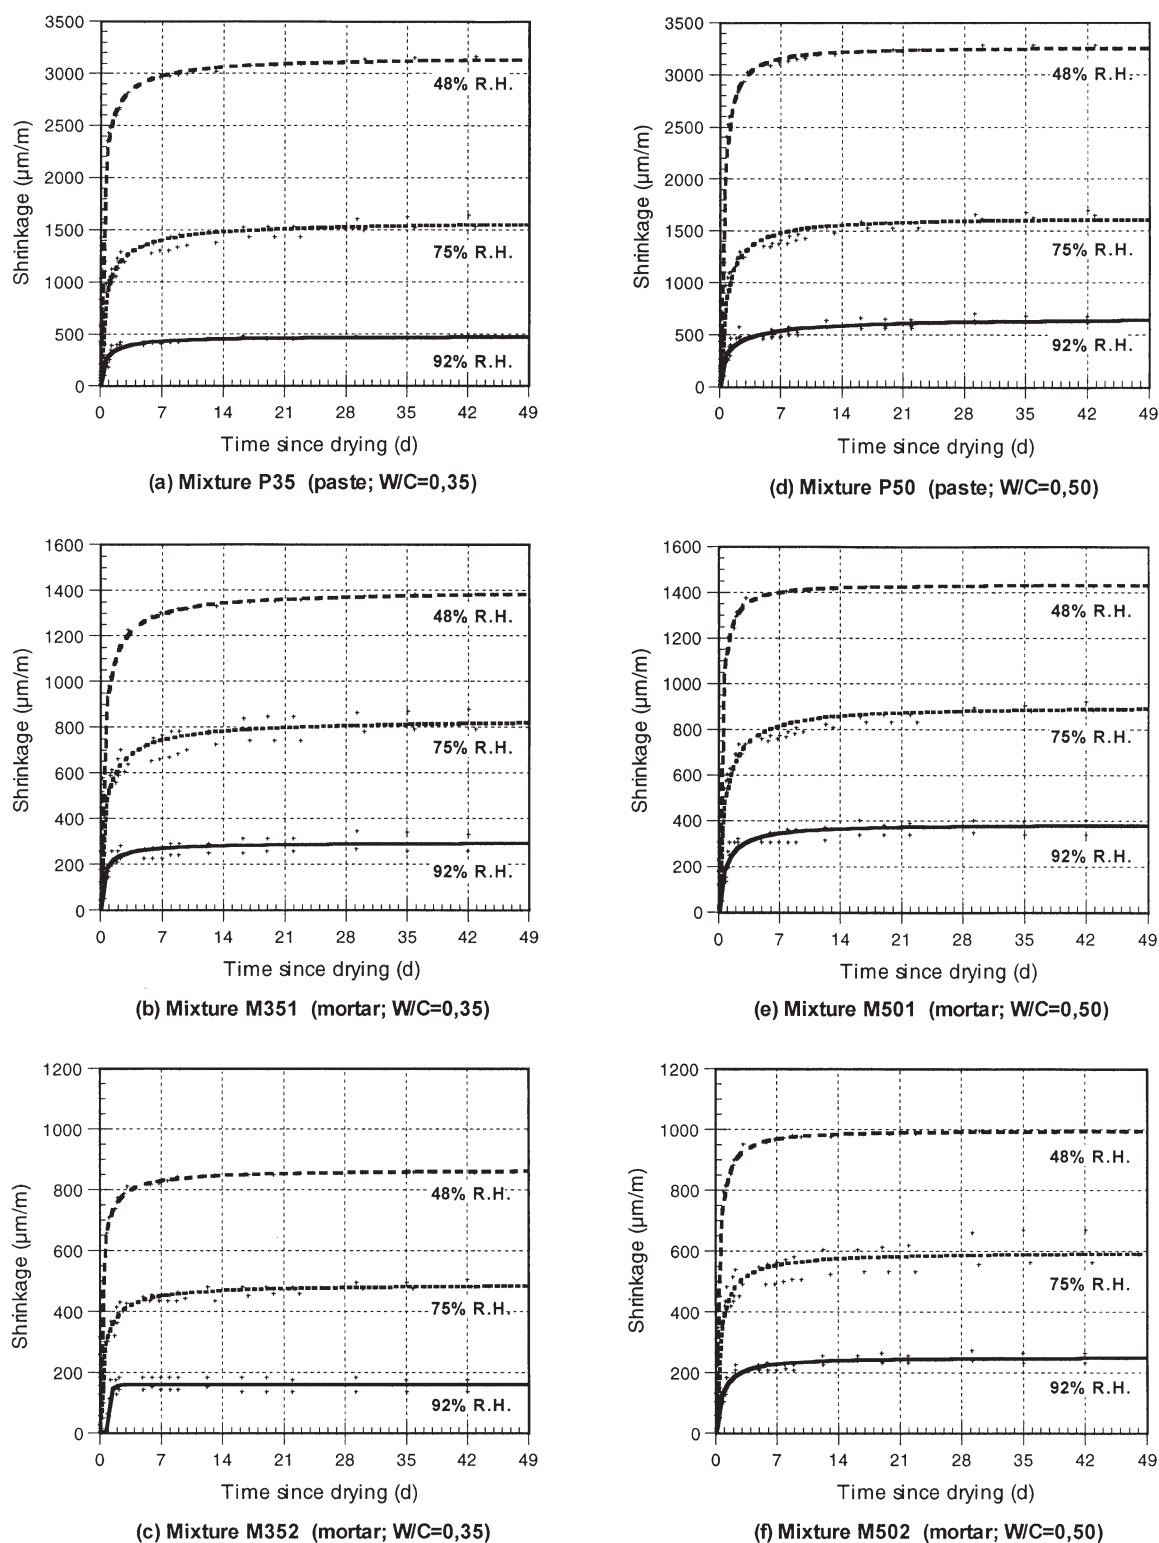 3500
3000
2500
2000
1500
1000
500
0
Shrinkage (µm/m)
48% R.H.
75% R.H.
92% R.H.
0 7 14 21 28 35 42 49
Time since drying (d)
(a) Mixture P35 (paste; W/C=0,35)
3500
3000
2500
2000
1500
1000
500
0
Shrinkage (µm/m)
48% R.H.
75% R.H.
92% R.H.
0 7 14 21 28 35 42 49
Time since drying (d)
(d) Mixture P50 (paste; W/C=0,50)
1600
1400
1200
1000
800
600
400
200
0
Shrinkage (µm/m)
48% R.H.
75% R.H.
92% R.H.
0 7 14 21 28 35 42 49
Time since drying (d)
(b) Mixture M351 (mortar; W/C=0,35)
1600
1400
1200
1000
800
600
400
200
0
Shrinkage (µm/m)
48% R.H.
75% R.H.
92% R.H.
0 7 14 21 28 35 42 49
Time since drying (d)
(e) Mixture M501 (mortar; W/C=0,50)
1200
1000
800
600
400
200
0
Shrinkage (µm/m)
48% R.H.
75% R.H.
92% R.H.
0 7 14 21 28 35 42 49
Time since drying (d)
(c) Mixture M352 (mortar; W/C=0,35)
1200
1000
800
600
400
200
0
Shrinkage (µm/m)
48% R.H.
75% R.H.
92% R.H.
0 7 14 21 28 35 42 49
Time since drying (d)
(f) Mixture M502 (mortar; W/C=0,50)